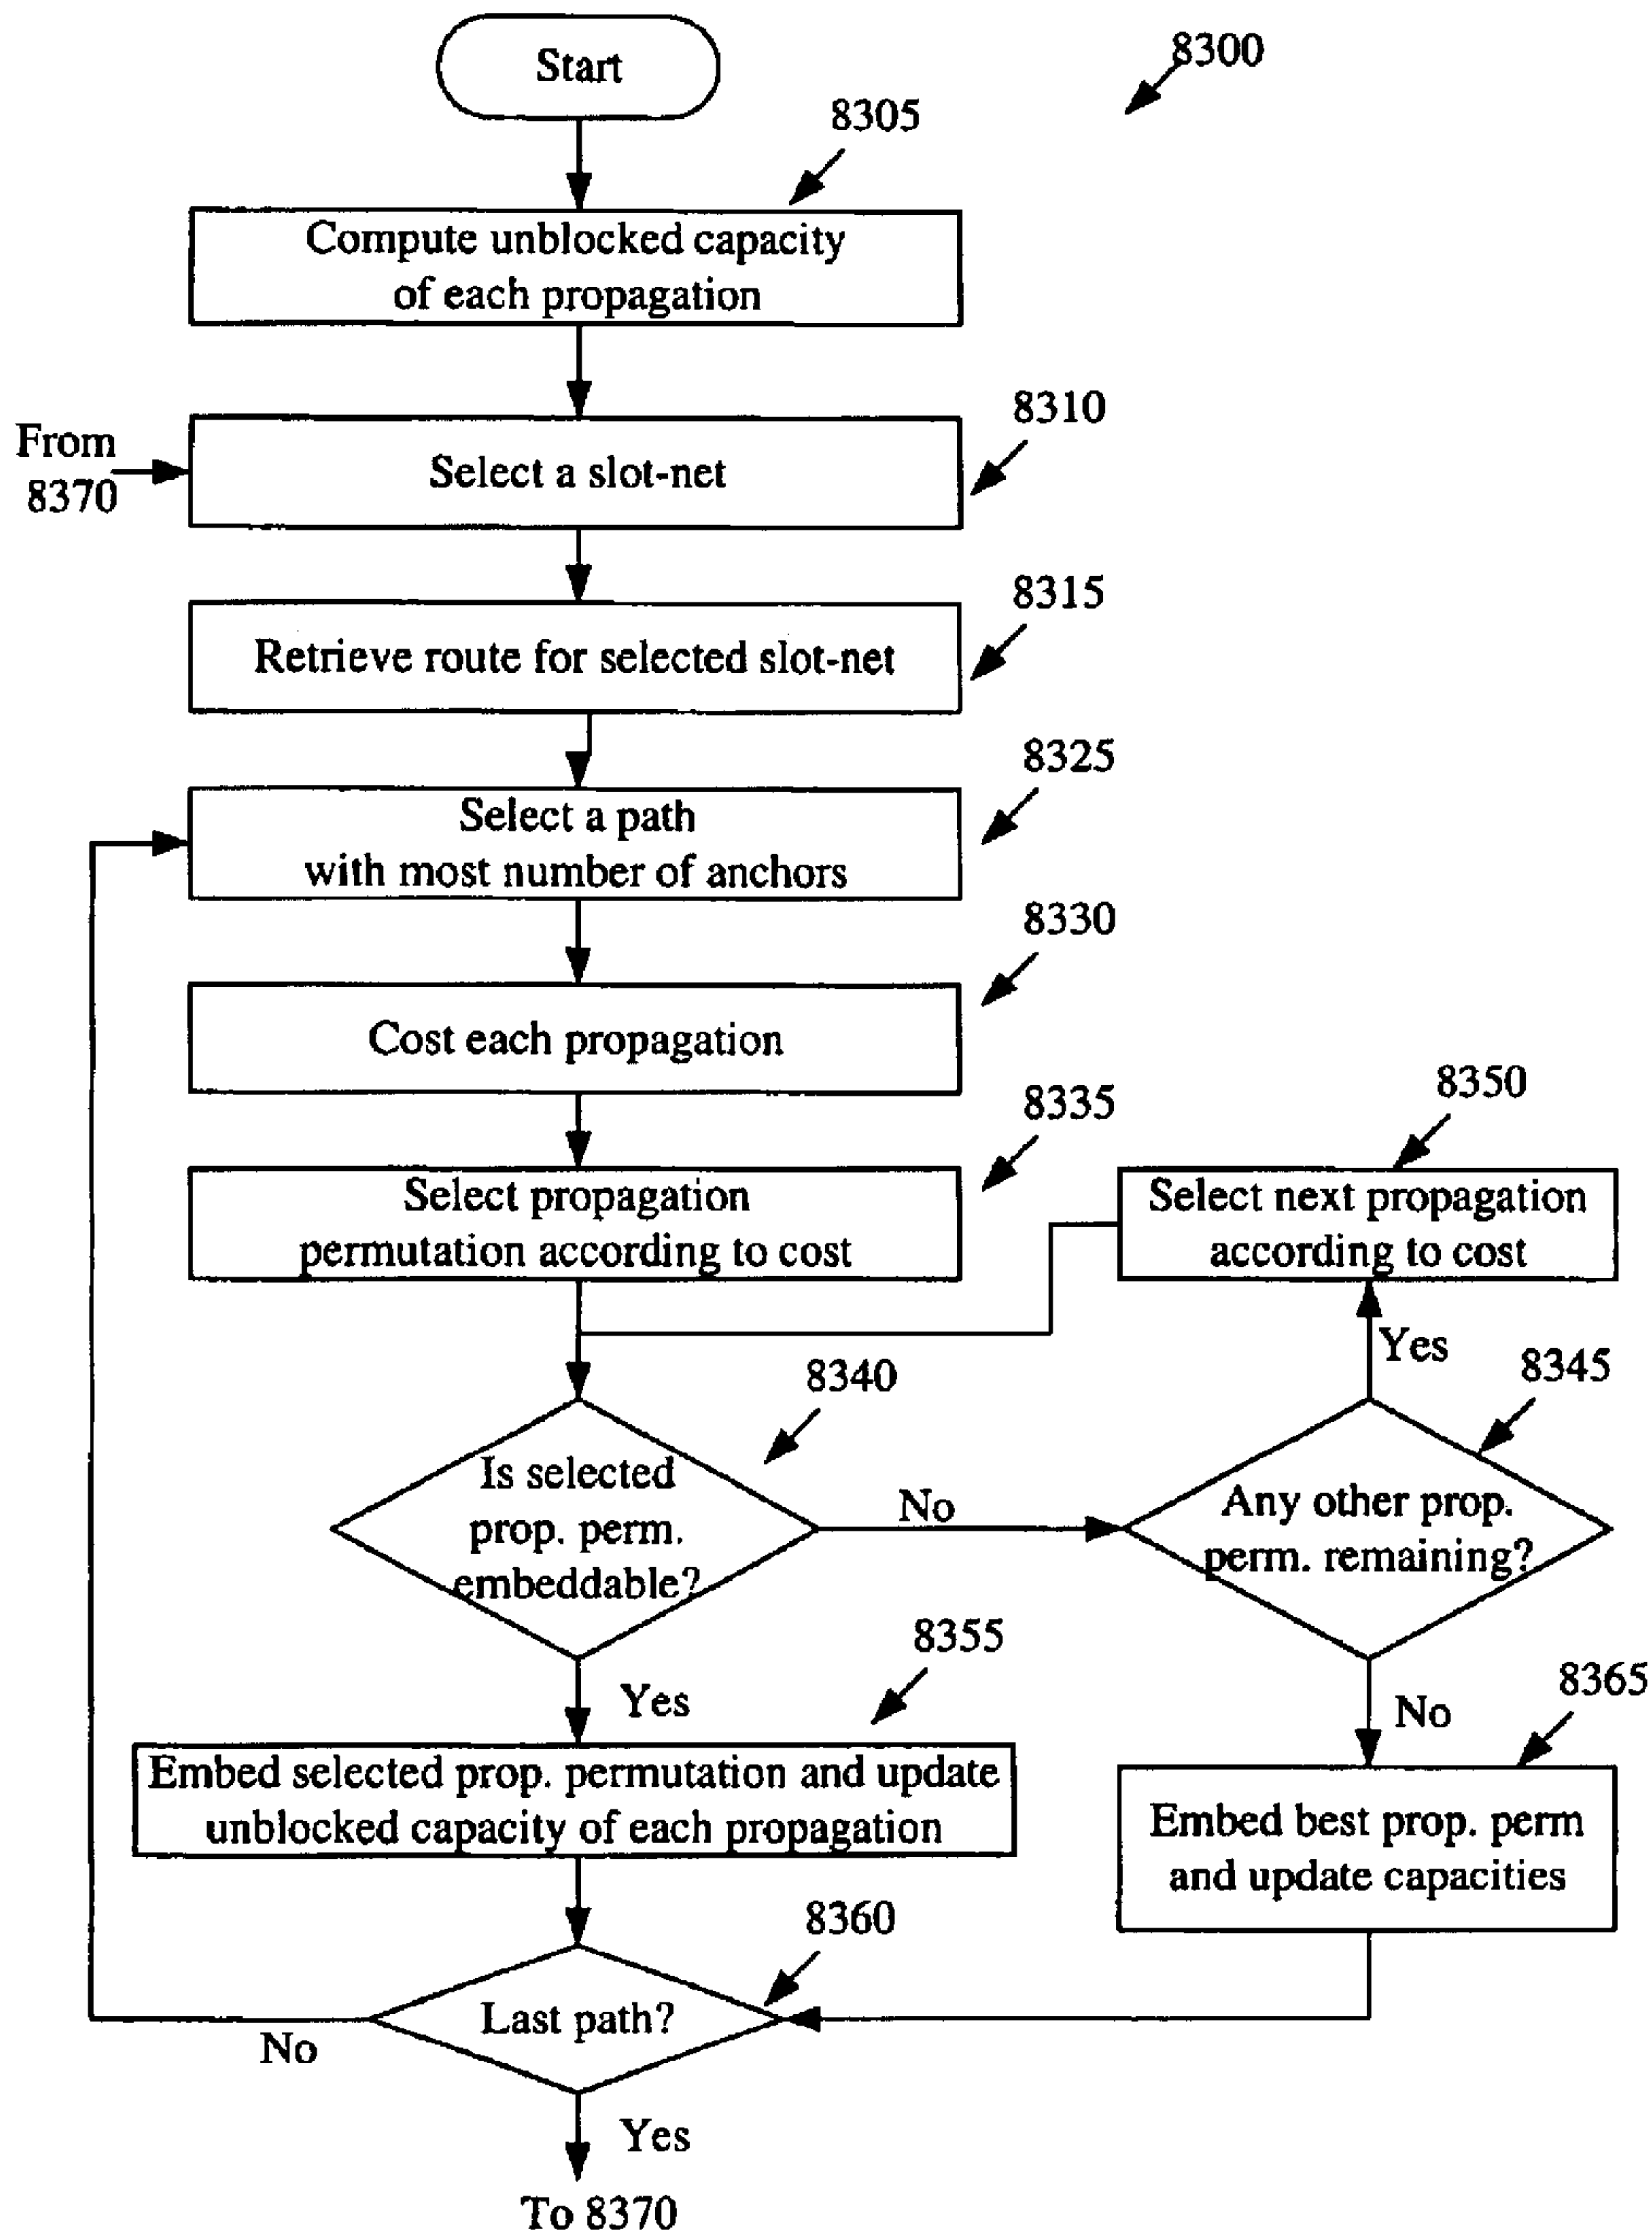 Start
8300
8305
Compute unblocked capacity
of each propagation
8310
From
8370
Select a slot-net
8315
Retrieve route for selected slot-net
8325
Select a path
with most number of anchors
8330
Cost each propagation
8335
8350
Select propagation
permutation according to cost
Select next propagation
according to cost
Yes
8340
8345
Is selected
prop. perm.
embeddable?
No
Any other prop.
perm. remaining?
8355
Yes
8365
No
Embed selected prop. permutation and update
unblocked capacity of each propagation
Embed best prop. perm
and update capacities
8360
Last path?
No
Yes
To 8370